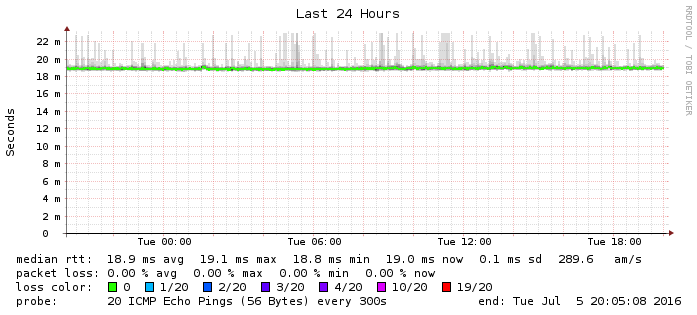 Last 24 Hours
RRDTOOL / TOBI OETIKER
Seconds
22 m
20 m
18 m
16 m
14 m
12 m
10 m
8 m
6 m
4 m
2 m
0
Tue 00:00 Tue 06:00 Tue 12:00 Tue 18:00
median rtt: 18.9 ms avg 19.1 ms max 18.8 ms min 19.0 ms now 0.1 ms sd 289.6 am/s
packet loss: 0.00 % avg 0.00 % max 0.00 % min 0.00 % now
loss color: 0 1/20 2/20 3/20 4/20 10/20 19/20
probe: 20 ICMP Echo Pings (56 Bytes) every 300s end: Tue Jul 5 20:05:08 2016